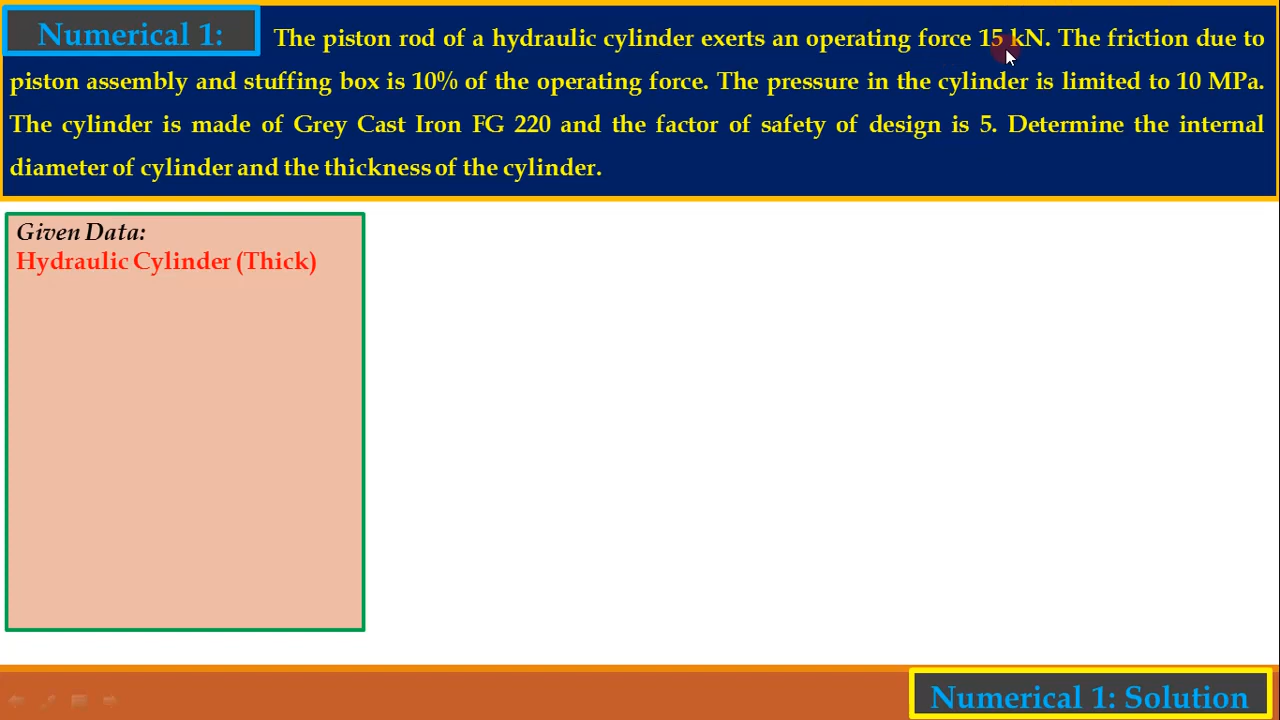 Numerical 1:
The piston rod of a hydraulic cylinder exerts an operating force 15 kN. The friction due to
piston assembly and stuffing box is 10% of the operating force. The pressure in the cylinder is limited to 10 MPa.
The cylinder is made of Grey Cast Iron FG 220 and the factor of safety of design is 5. Determine the internal
diameter of cylinder and the thickness of the cylinder.
Given Data:
Hydraulic Cylinder (Thick)
Numerical 1: Solution